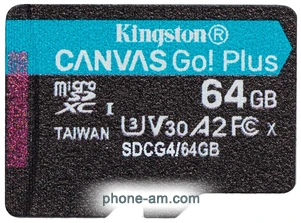 Kingston®
CANVAS Go! Plus
micro SD XC I
64GB
TAIWAN
U3 V30 A2 FC X
SDCG4/64GB
phone-am.com